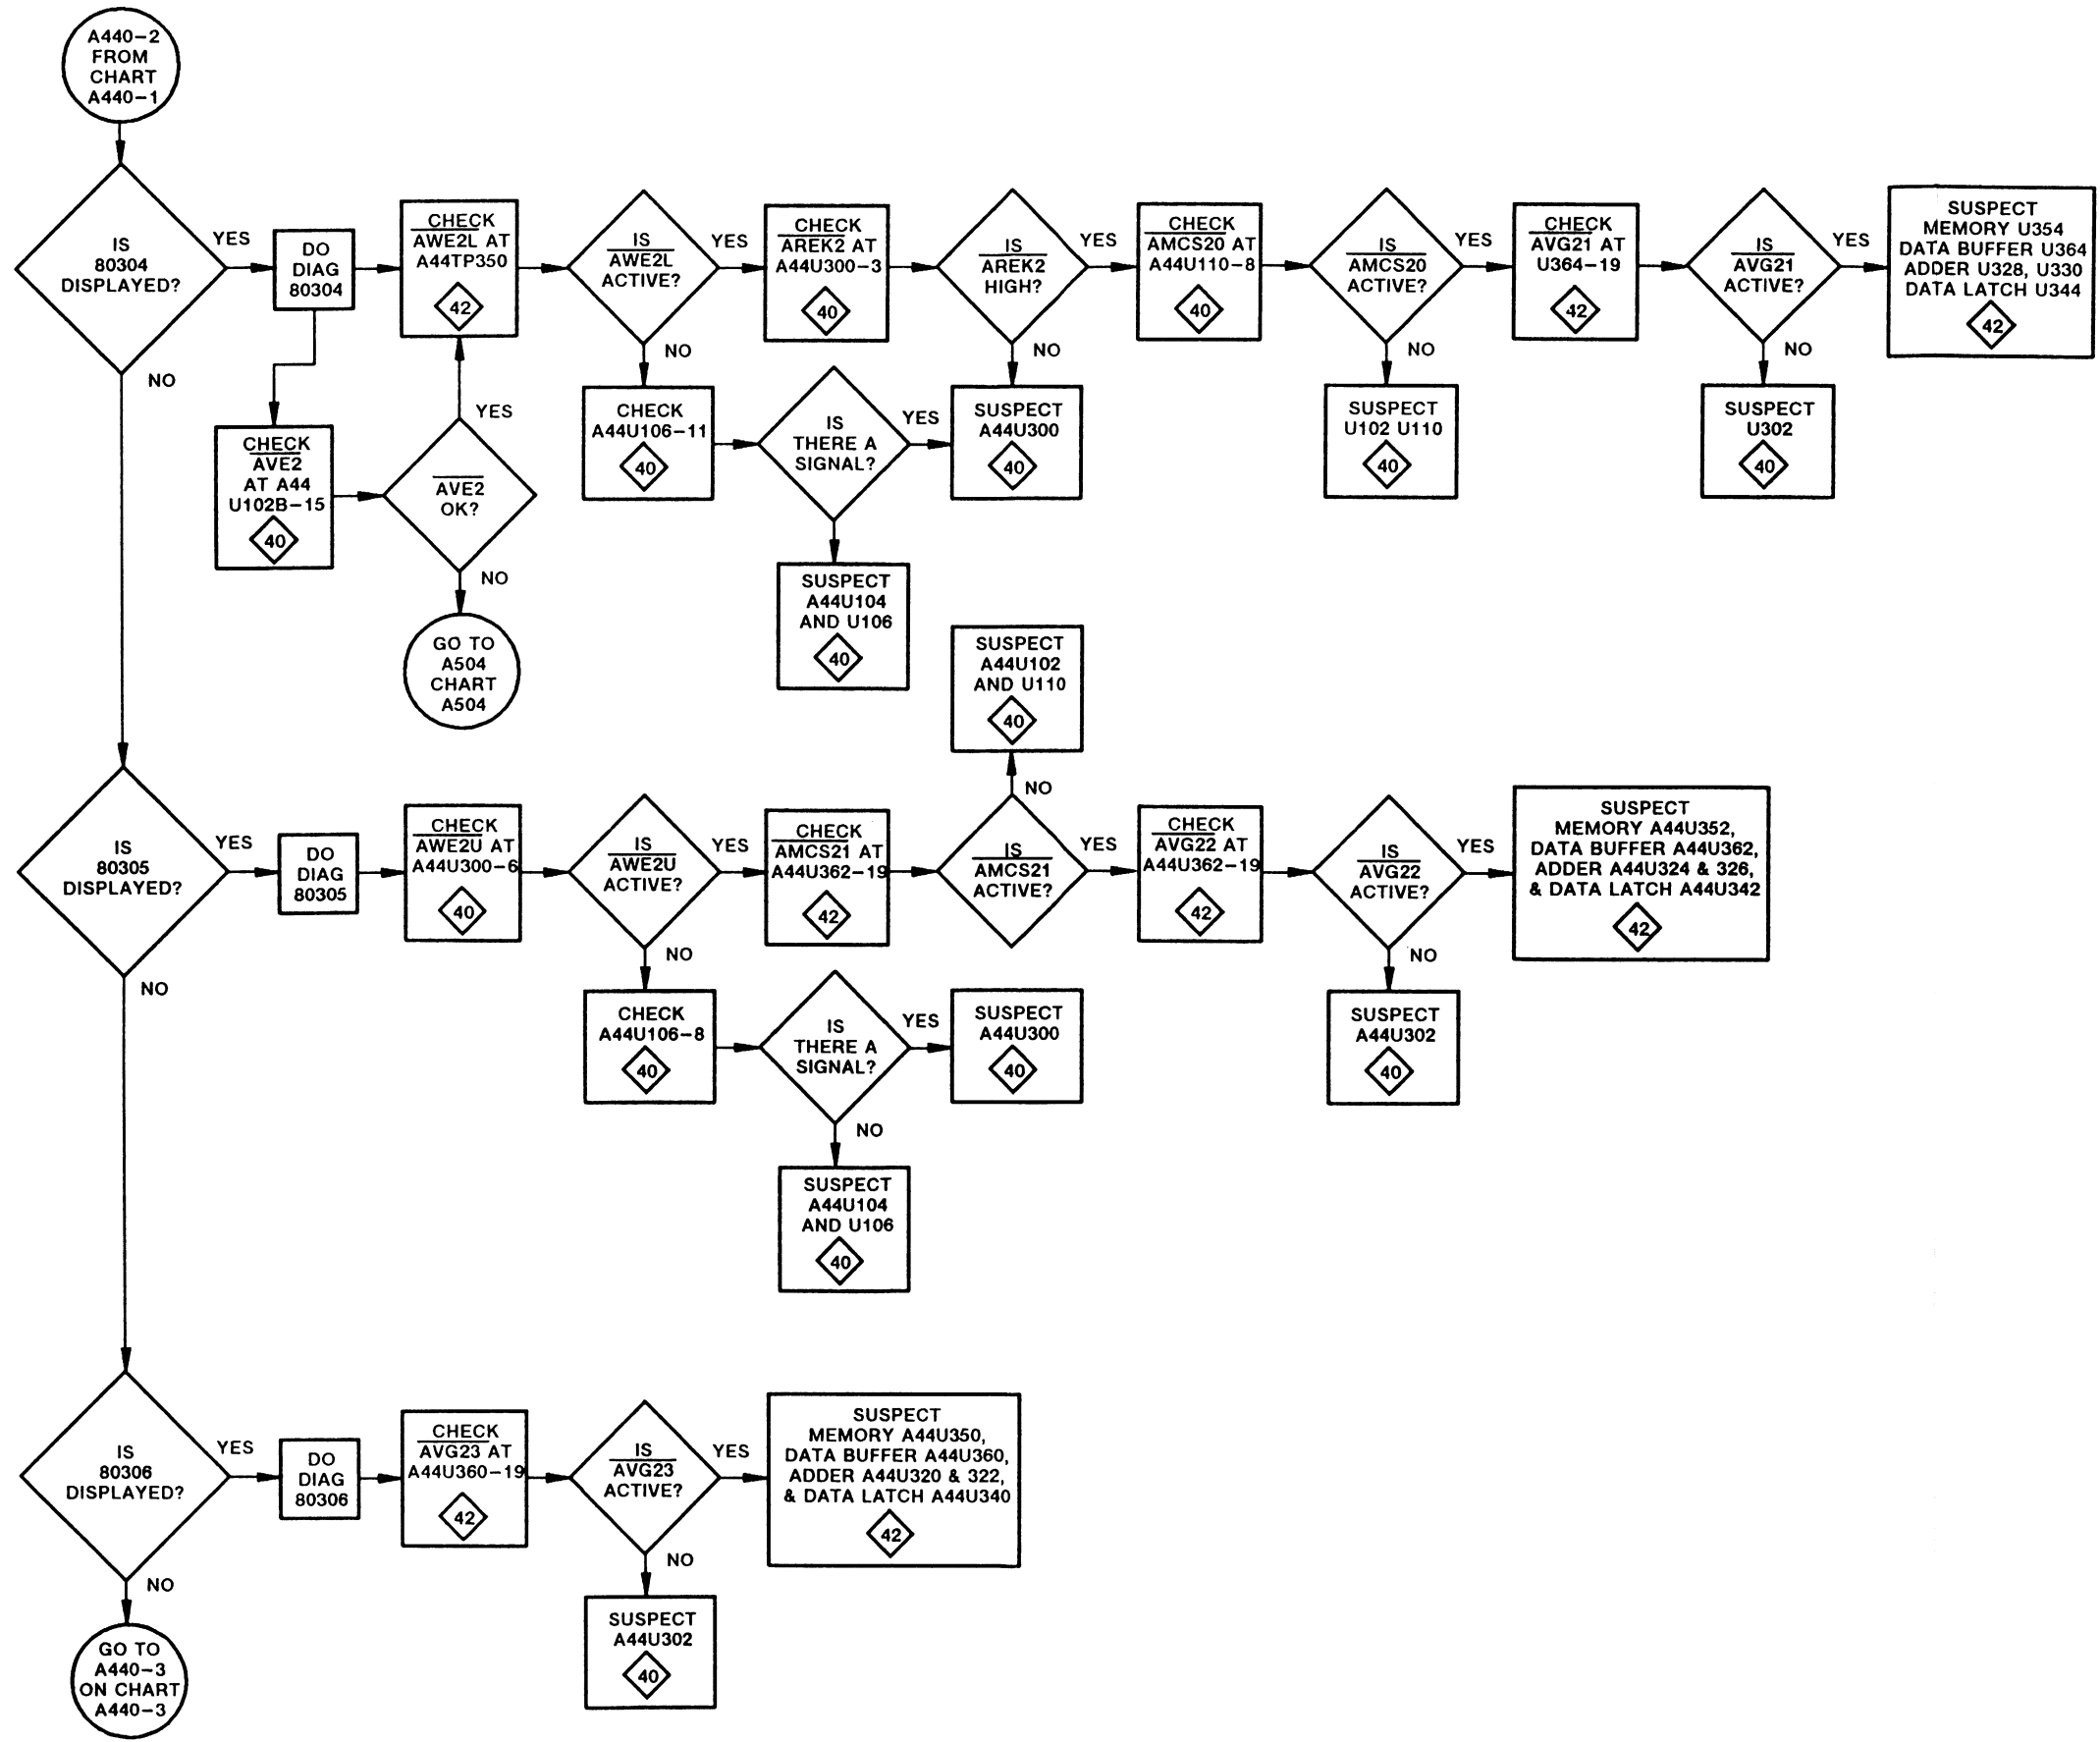 A440-2
FROM
CHART
A440-1
IS
80304
DISPLAYED?
YES
NO
DO
DIAG
80304
CHECK
AWE2L AT
A44TP350
42
IS
AWE2L
ACTIVE?
YES
NO
CHECK
AREK2 AT
A44U300-3
40
IS
AREK2
HIGH?
YES
NO
CHECK
AMCS20 AT
A44U110-8
40
IS
AMCS20
ACTIVE?
YES
NO
CHECK
AVG21 AT
U364-19
42
IS
AVG21
ACTIVE?
YES
NO
SUSPECT
MEMORY U354
DATA BUFFER U364
ADDER U328, U330
DATA LATCH U344
42
CHECK
AVE2
AT A44
U102B-15
40
AVE2
OK?
YES
NO
GO TO
A504
CHART
A504
CHECK
A44U106-11
40
IS
THERE A
SIGNAL?
YES
SUSPECT
A44U300
40
SUSPECT
U102 U110
40
SUSPECT
U302
40
SUSPECT
A44U104
AND U106
40
SUSPECT
A44U102
AND U110
40
NO
IS
80305
DISPLAYED?
YES
NO
DO
DIAG
80305
CHECK
AWE2U AT
A44U300-6
40
IS
AWE2U
ACTIVE?
YES
NO
CHECK
AMCS21 AT
A44U362-19
42
IS
AMCS21
ACTIVE?
YES
CHECK
AVG22 AT
A44U362-19
42
IS
AVG22
ACTIVE?
YES
NO
SUSPECT
MEMORY A44U352,
DATA BUFFER A44U362,
ADDER A44U324 & 326,
& DATA LATCH A44U342
42
CHECK
A44U106-8
40
IS
THERE A
SIGNAL?
YES
NO
SUSPECT
A44U300
40
SUSPECT
A44U302
40
SUSPECT
A44U104
AND U106
40
IS
80306
DISPLAYED?
YES
NO
DO
DIAG
80306
CHECK
AVG23 AT
A44U360-19
42
IS
AVG23
ACTIVE?
YES
NO
SUSPECT
MEMORY A44U350,
DATA BUFFER A44U360,
ADDER A44U320 & 322,
& DATA LATCH A44U340
42
SUSPECT
A44U302
40
GO TO
A440-3
ON CHART
A440-3